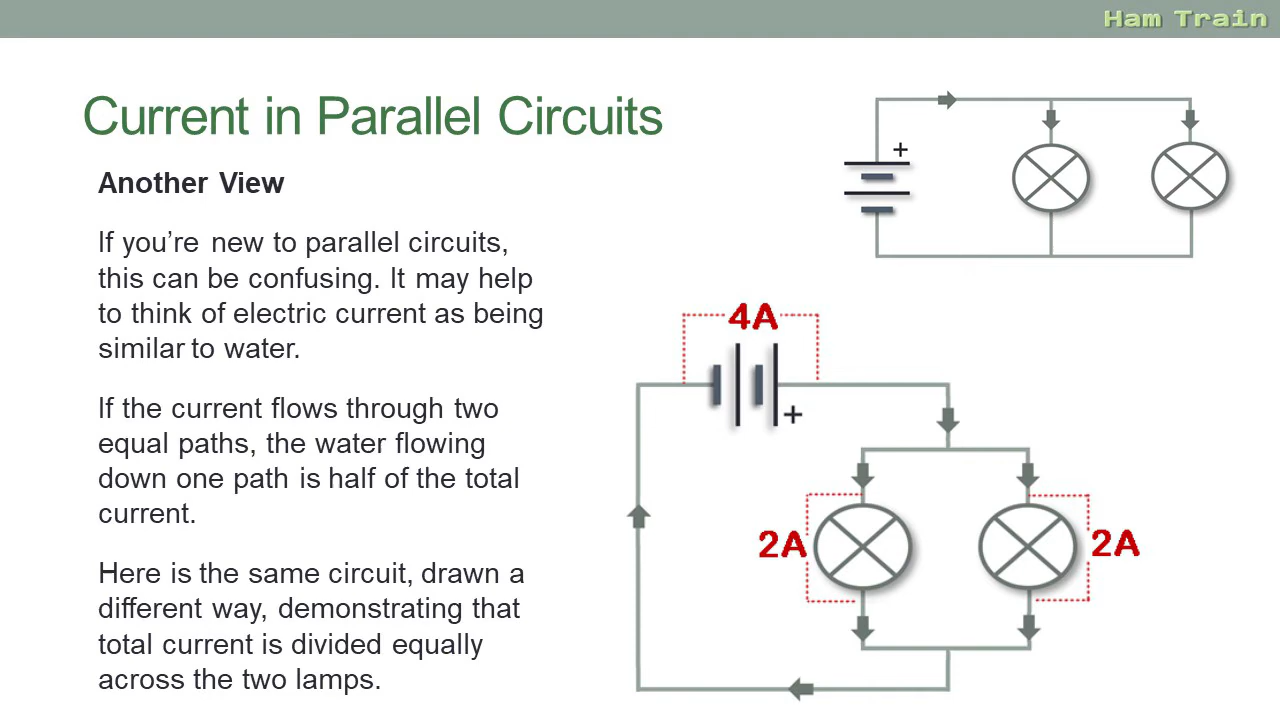 Ham Train
Current in Parallel Circuits
Another View
If you’re new to parallel circuits,
this can be confusing. It may help
to think of electric current as being
similar to water.
If the current flows through two
equal paths, the water flowing
down one path is half of the total
current.
Here is the same circuit, drawn a
different way, demonstrating that
total current is divided equally
across the two lamps.
+
4A
+
2A
2A